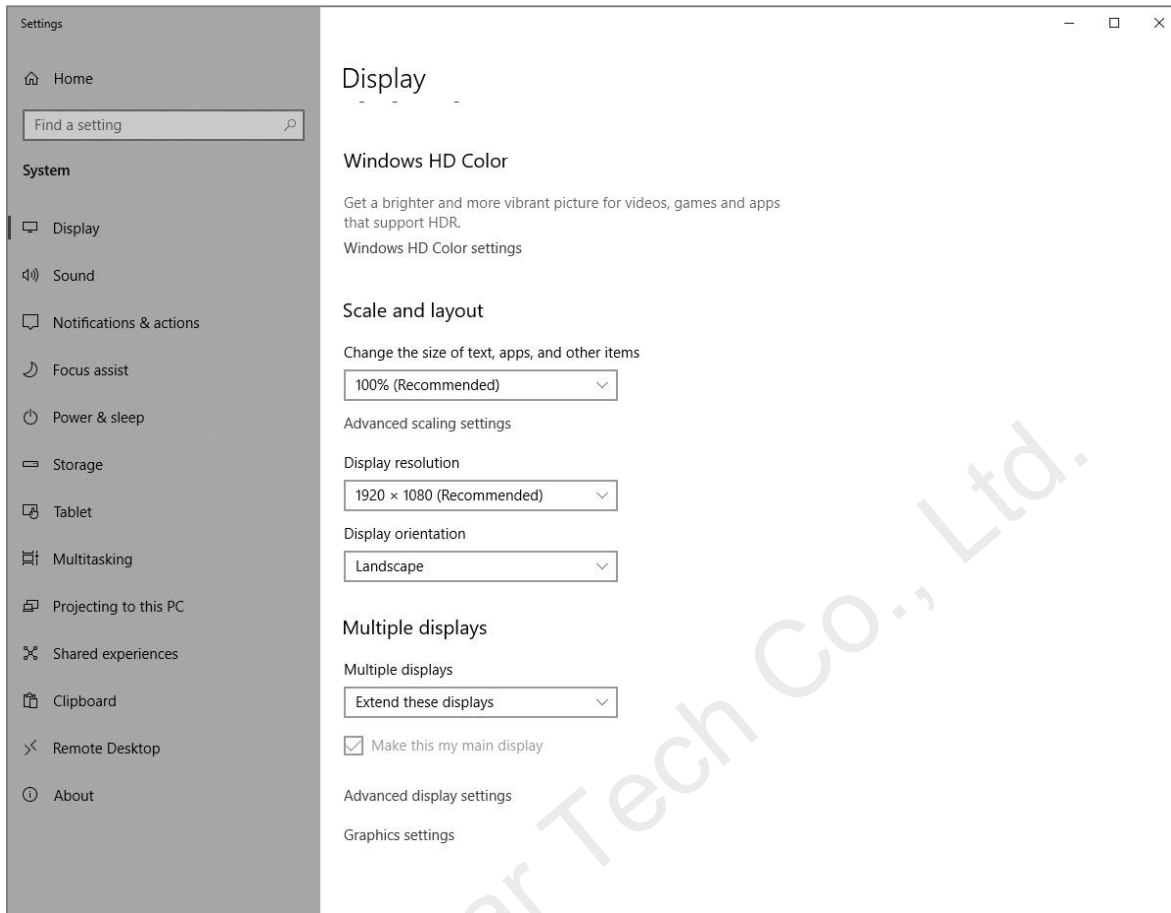 Settings
Home
Find a setting
System
Display
Sound
Notifications & actions
Focus assist
Power & sleep
Storage
Tablet
Multitasking
Projecting to this PC
Shared experiences
Clipboard
Remote Desktop
About
Display
Windows HD Color
Get a brighter and more vibrant picture for videos, games and apps
that support HDR.
Windows HD Color settings
Scale and layout
Change the size of text, apps, and other items
100% (Recommended)
Advanced scaling settings
Display resolution
1920 × 1080 (Recommended)
Display orientation
Landscape
Multiple displays
Multiple displays
Extend these displays
Make this my main display
Advanced display settings
Graphics settings
Tech Co., Ltd.